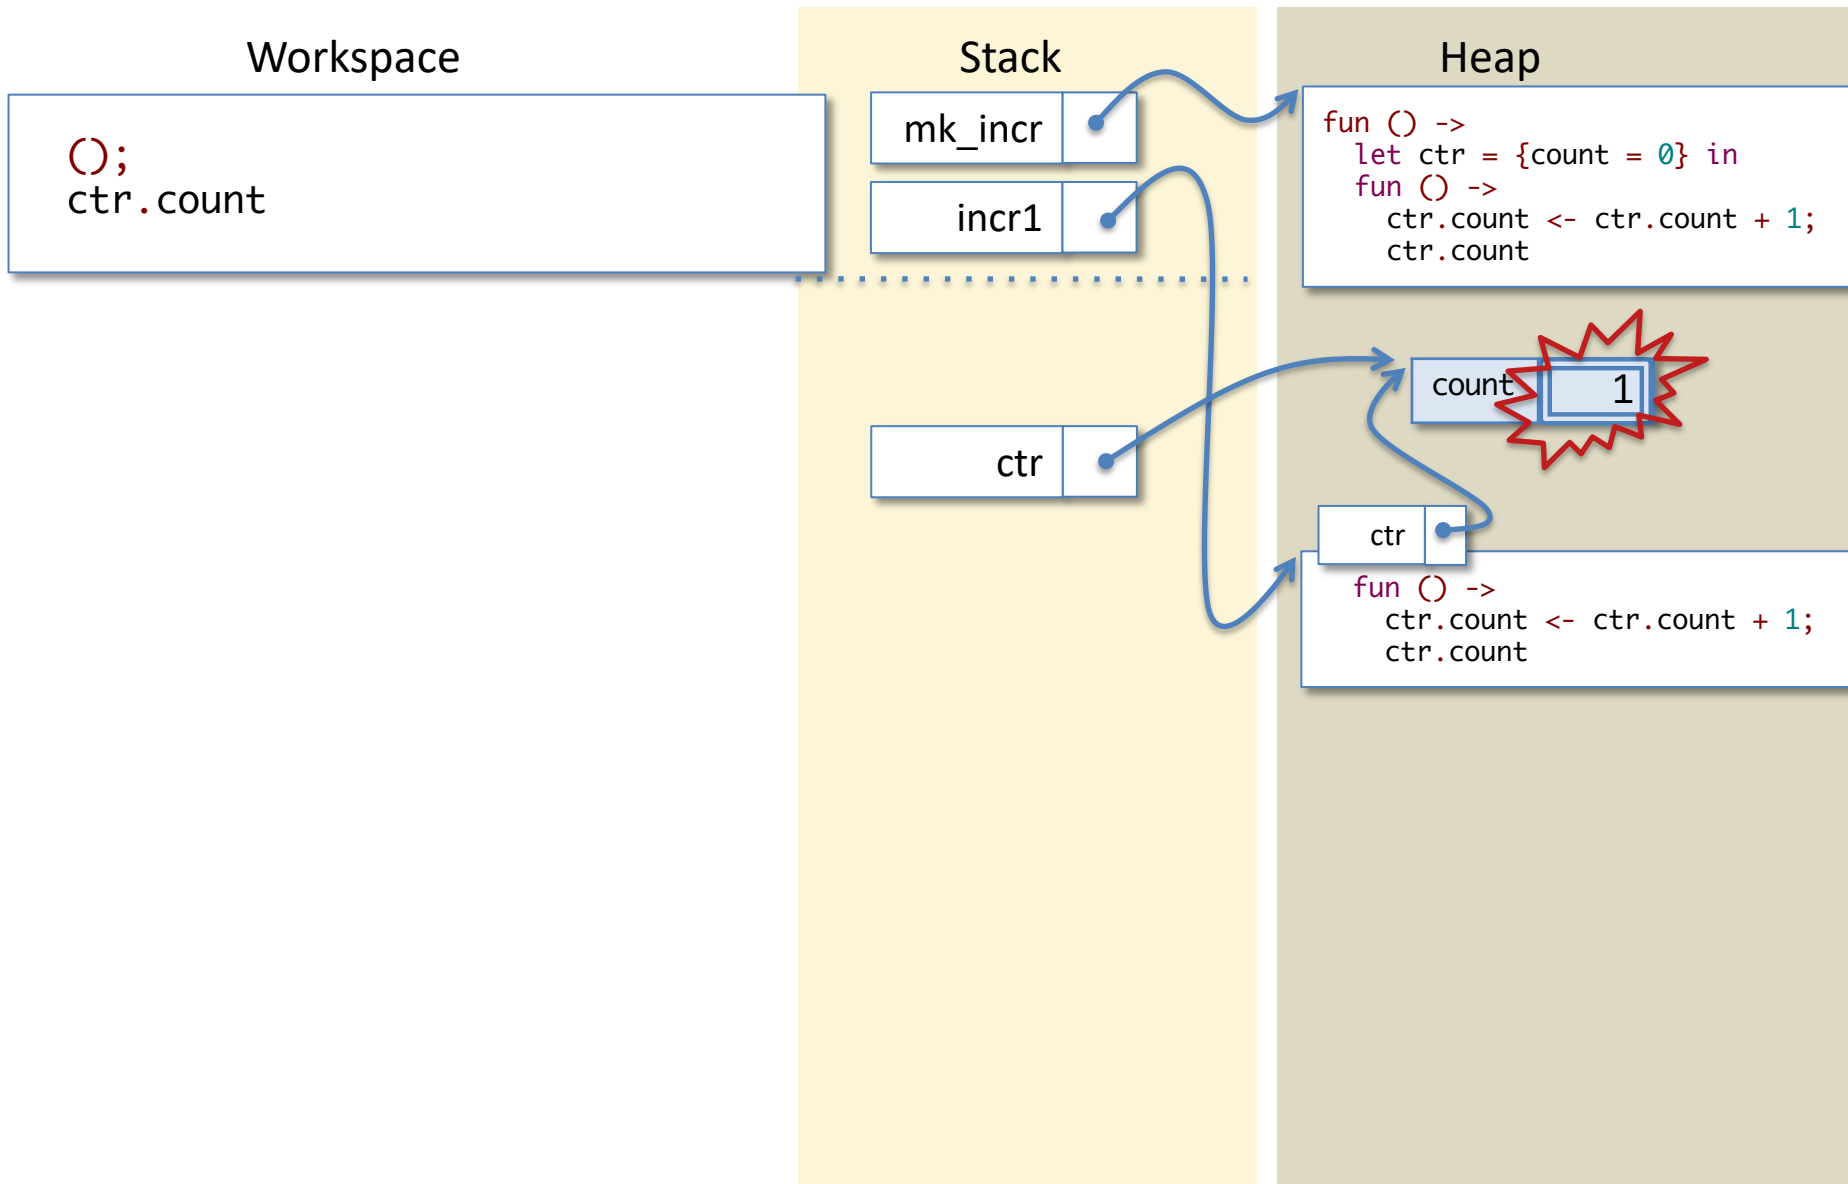 Workspace
();
ctr.count
Stack
mk_incr
incr1
ctr
Heap
fun () ->
let ctr = {count = 0} in
fun () ->
ctr.count <- ctr.count + 1;
ctr.count
count 1
ctr
fun () ->
ctr.count <- ctr.count + 1;
ctr.count